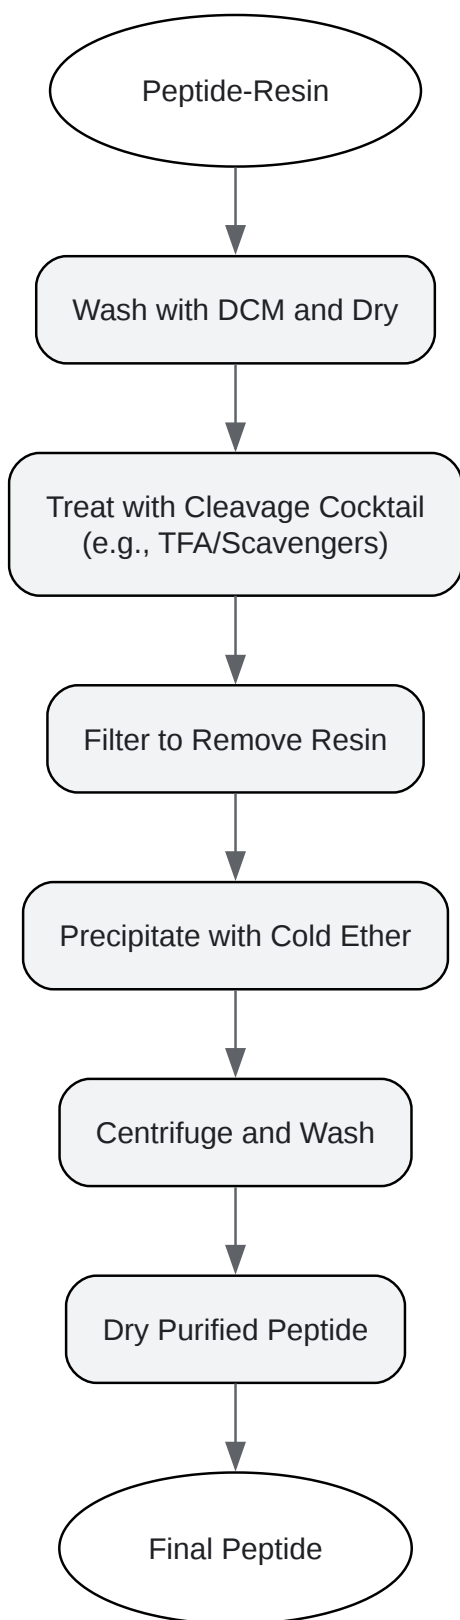 Peptide-Resin
Wash with DCM and Dry
Treat with Cleavage Cocktail
(e.g., TFA/Scavengers)
Filter to Remove Resin
Precipitate with Cold Ether
Centrifuge and Wash
Dry Purified Peptide
Final Peptide